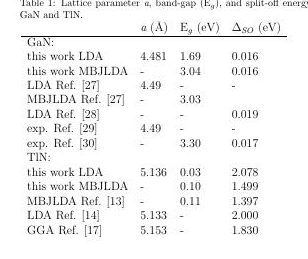 Table 1: Lattice parameter a, band-gap (E_g), and split-off energy
GaN and TlN.
a (Å) E_g (eV) Δ_SO (eV)
GaN:
this work LDA 4.481 1.69 0.016
this work MBJLDA - 3.04 0.016
LDA Ref. [27] 4.49 - -
MBJLDA Ref. [27] - 3.03
LDA Ref. [28] - - 0.019
exp. Ref. [29] 4.49 - -
exp. Ref. [30] - 3.30 0.017
TlN:
this work LDA 5.136 0.03 2.078
this work MBJLDA - 0.10 1.499
MBJLDA Ref. [13] - 0.11 1.397
LDA Ref. [14] 5.133 - 2.000
GGA Ref. [17] 5.153 - 1.830